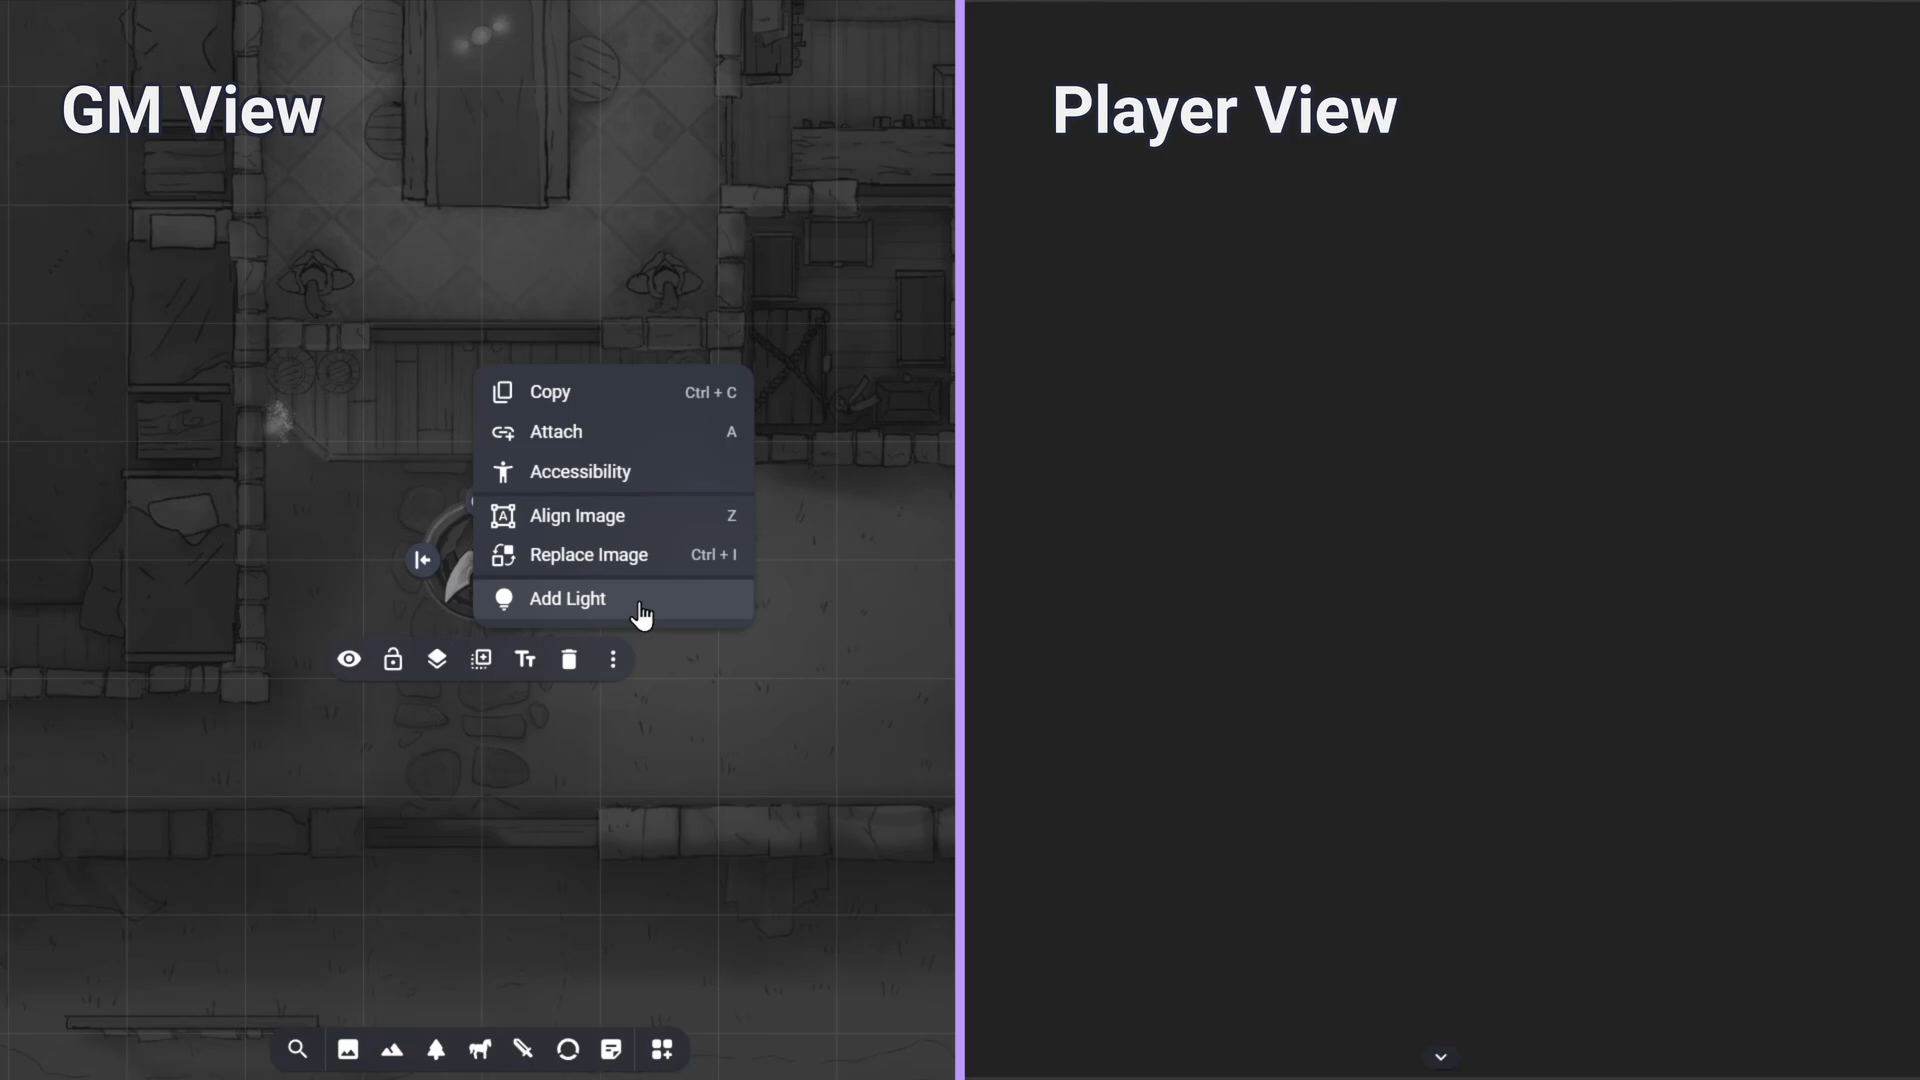 GM View
Player View
Copy Ctrl + C
Attach A
Accessibility
Align Image Z
Replace Image Ctrl + I
Add Light